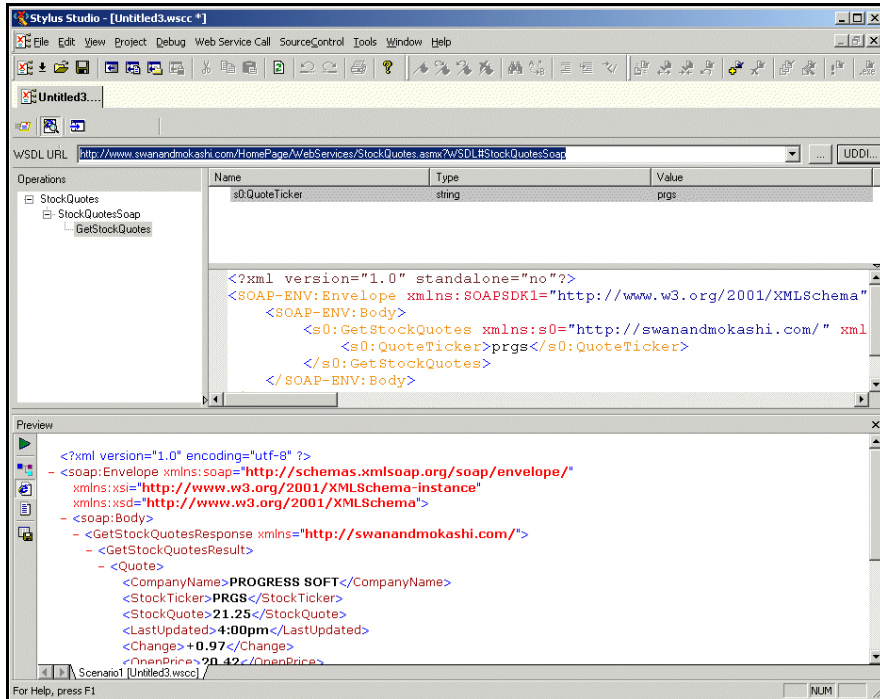 Stylus Studio - [Untitled3.wscc *]
File Edit View Project Debug Web Service Call SourceControl Tools Window Help
Untitled3....
WSDL URL http://www.swanandmokashi.com/HomePage/WebServices/StockQuotes.asmx?WSDL#StockQuotesSoap ... UDDI...
Operations
StockQuotes
StockQuotesSoap
GetStockQuotes
Name Type Value
s0:QuoteTicker string prgs
<?xml version="1.0" standalone="no"?>
<SOAP-ENV:Envelope xmlns:SOAPSDK1="http://www.w3.org/2001/XMLSchema"
<SOAP-ENV:Body>
<s0:GetStockQuotes xmlns:s0="http://swanandmokashi.com/" xml
<s0:QuoteTicker>prgs</s0:QuoteTicker>
</s0:GetStockQuotes>
</SOAP-ENV:Body>
Preview
<?xml version="1.0" encoding="utf-8" ?>
- <soap:Envelope xmlns:soap="http://schemas.xmlsoap.org/soap/envelope/"
xmlns:xsi="http://www.w3.org/2001/XMLSchema-instance"
xmlns:xsd="http://www.w3.org/2001/XMLSchema">
- <soap:Body>
- <GetStockQuotesResponse xmlns="http://swanandmokashi.com/">
- <GetStockQuotesResult>
- <Quote>
<CompanyName>PROGRESS SOFT</CompanyName>
<StockTicker>PRGS</StockTicker>
<StockQuote>21.25</StockQuote>
<LastUpdated>4:00pm</LastUpdated>
<Change>+0.97</Change>
<OpenPrice>20.42</OpenPrice>
Scenario1 [Untitled3.wscc]
For Help, press F1 NUM